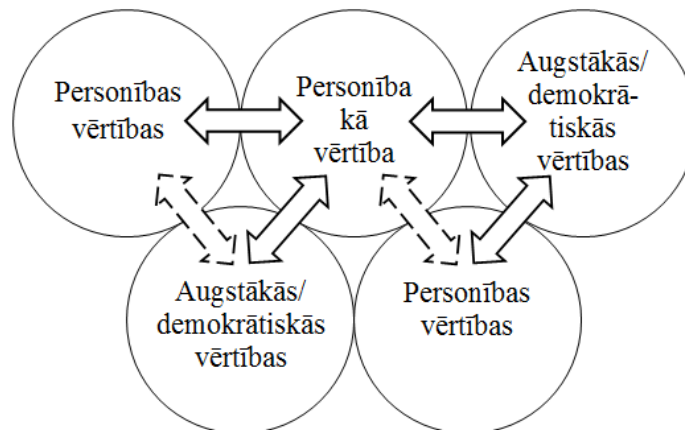 Personības
vērtības
Personība
kā
vērtība
Augstākās/
demokrā-
tiskās
vērtības
Augstākās/
demokrātiskās
vērtības
Personības
vērtības